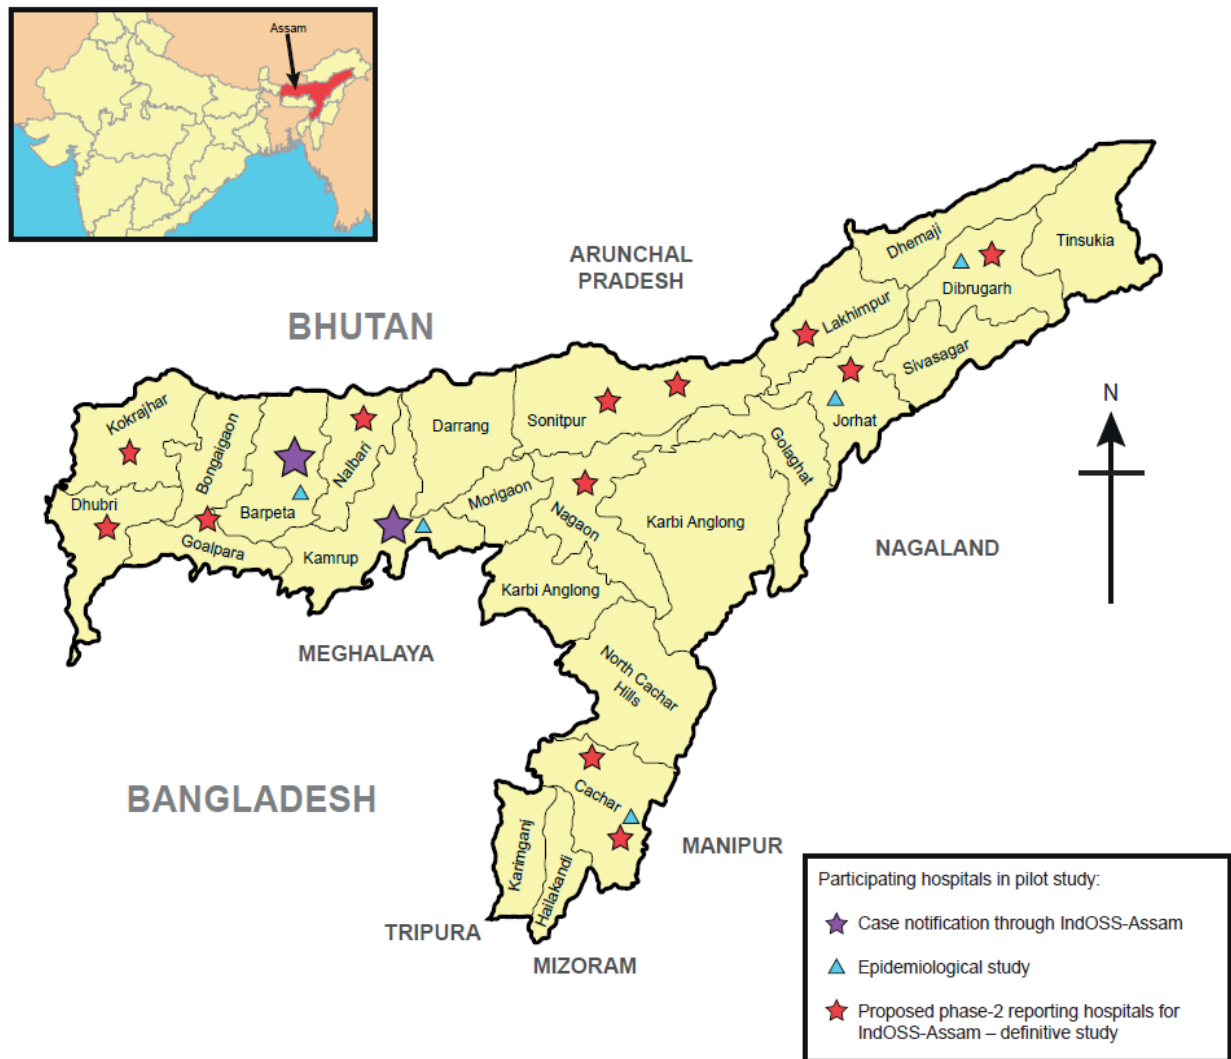 Assam
ARUNCHAL
PRADESH
BHUTAN
Dhemaji
Tinsukia
Dibrugarh
Lakhimpur
Sivasagar
Jorhat
Golaghat
Sonitpur
Darrang
Nalbari
Barpeta
Bongaigaon
Kokrajhar
Dhubri
Goalpara
Kamrup
Morigaon
Nagaon
Karbi Anglong
Karbi Anglong
N
NAGALAND
MEGHALAYA
North Cachar
Hills
BANGLADESH
Cachar
Karimganj
Hailakandi
MANIPUR
TRIPURA
MIZORAM
Participating hospitals in pilot study:
Case notification through IndOSS-Assam
Epidemiological study
Proposed phase-2 reporting hospitals for
IndOSS-Assam – definitive study